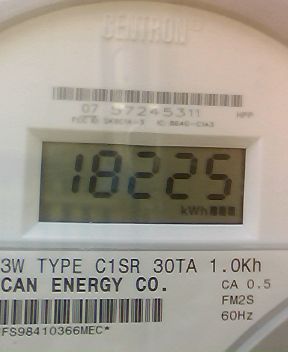 CENTRON
07 57245311
18225
kWh
3W TYPE C1SR 30TA 1.0Kh
CAN ENERGY CO.
CA 0.5
FM2S
60Hz
FS98410366MEC*